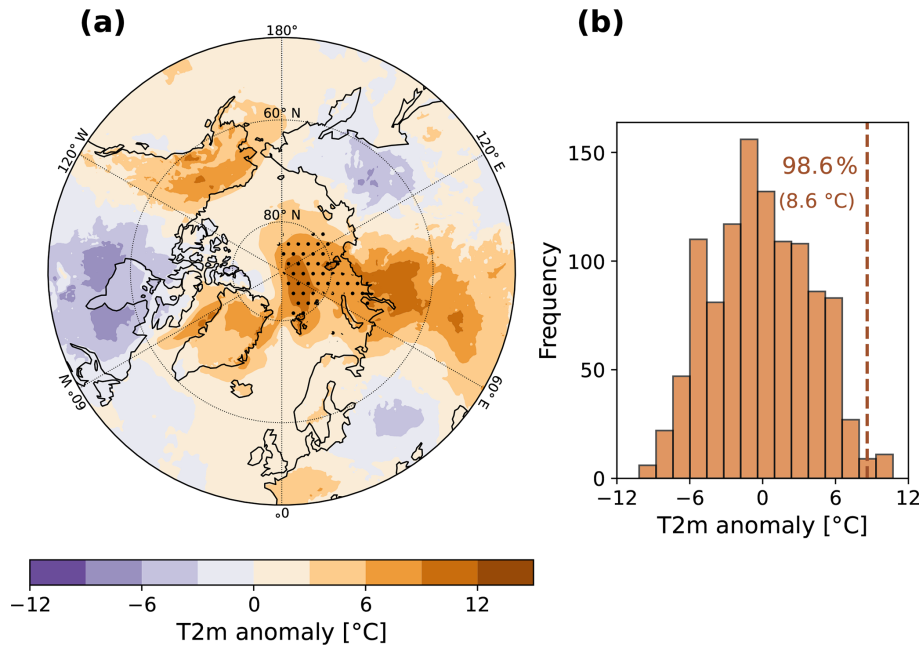 (a)
180°
60° N
120° W
120° E
80° N
60° W
60° E
0°
−12 −6 0 6 12
T2m anomaly [°C]
(b)
98.6%
(8.6 °C)
150
100
50
0
Frequency
−12 −6 0 6 12
T2m anomaly [°C]